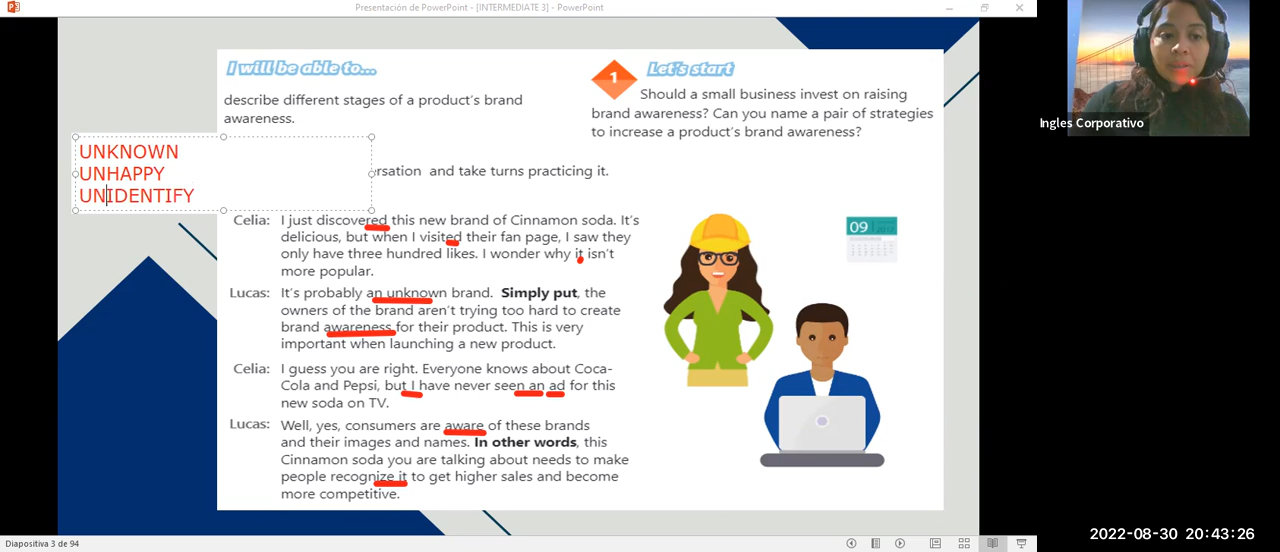 Presentación de PowerPoint - [INTERMEDIATE 3] - PowerPoint
I will be able to...
describe different stages of a product's brand
awareness.
1
Let's start
Should a small business invest on raising
brand awareness? Can you name a pair of strategies
to increase a product's brand awareness?
UNKNOWN
UNHAPPY
UNIDENTIFY
rsation and take turns practicing it.
Celia: I just discovered this new brand of Cinnamon soda. It's
delicious, but when I visited their fan page, I saw they
only have three hundred likes. I wonder why it isn't
more popular.
Lucas: It's probably an unknown brand. Simply put, the
owners of the brand aren't trying too hard to create
brand awareness for their product. This is very
important when launching a new product.
Celia: I guess you are right. Everyone knows about Coca-
Cola and Pepsi, but I have never seen an ad for this
new soda on TV.
Lucas: Well, yes, consumers are aware of these brands
and their images and names. In other words, this
Cinnamon soda you are talking about needs to make
people recognize it to get higher sales and become
more competitive.
09
Ingles Corporativo
Diapositiva 3 de 94
2022-08-30 20:43:26